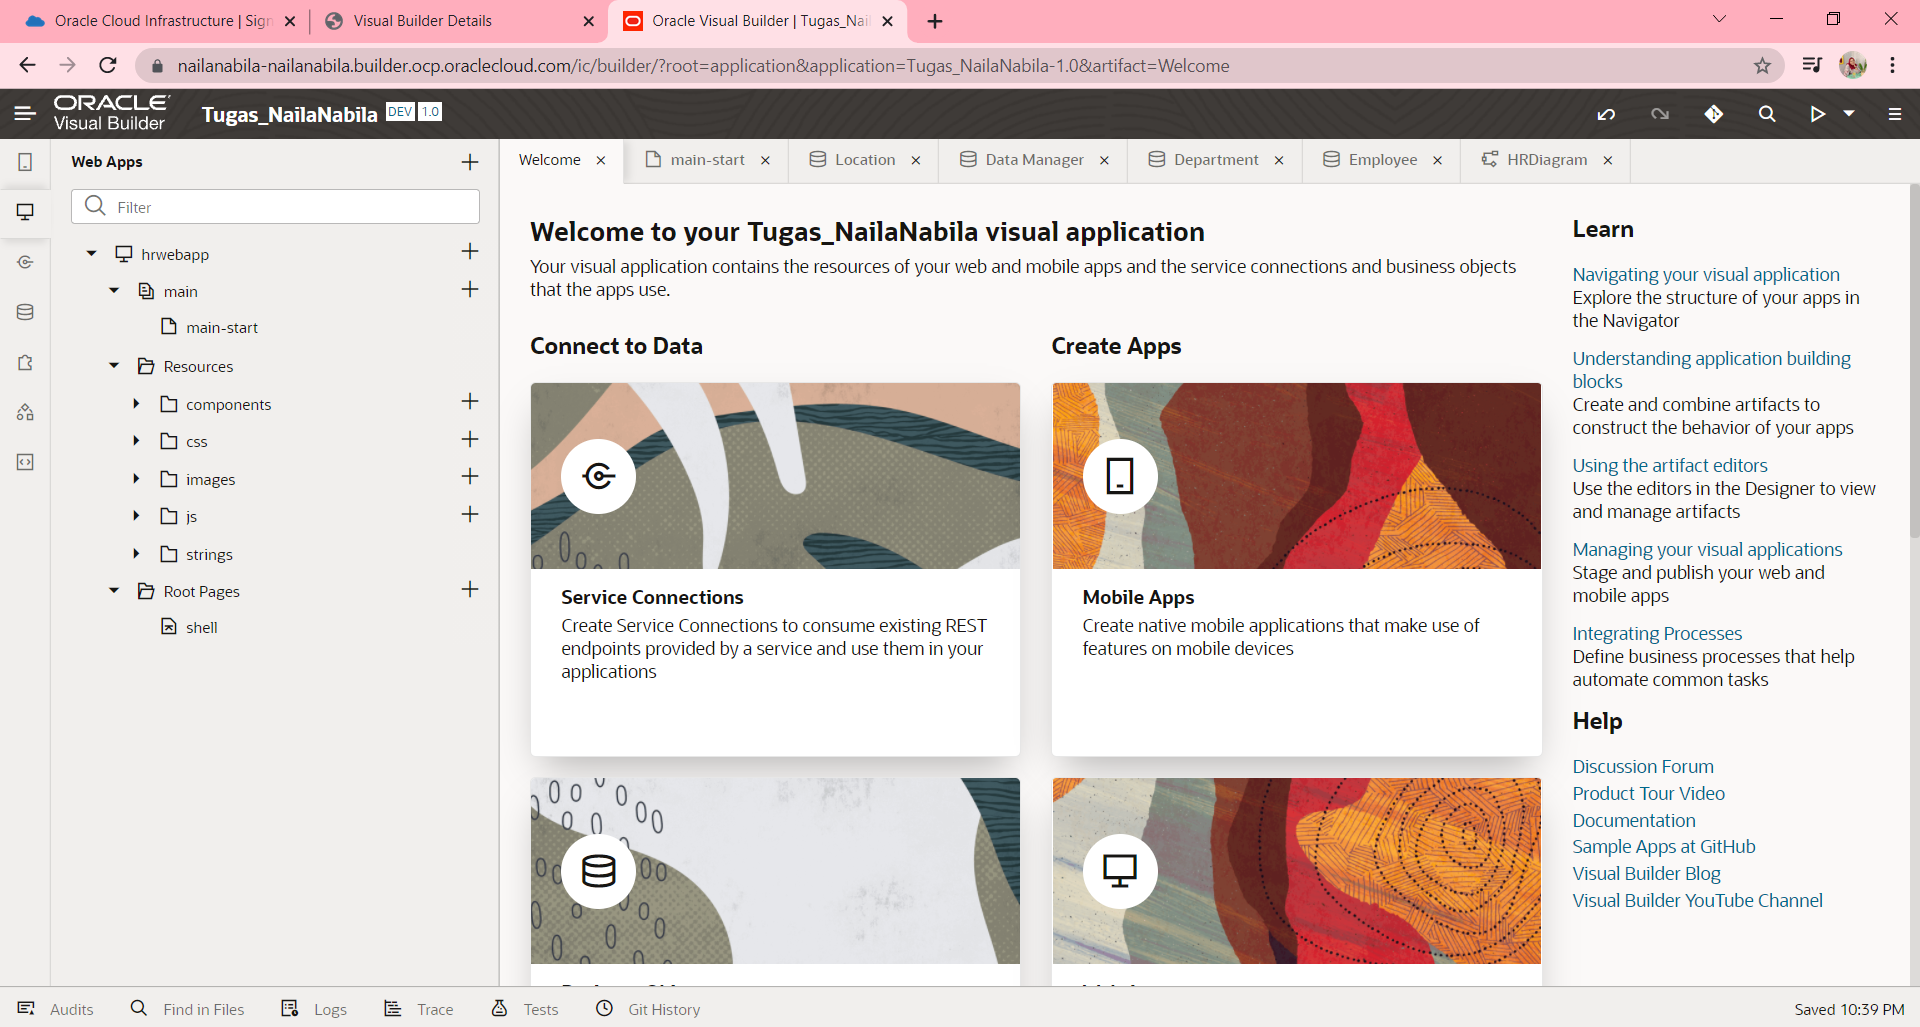 Oracle Cloud Infrastructure | Sign
Visual Builder Details
Oracle Visual Builder | Tugas_Nail
nailanabila-nailanabila.builder.ocp.oraclecloud.com/ic/builder/?root=application&application=Tugas_NailaNabila-1.0&artifact=Welcome
ORACLE
Visual Builder
Tugas_NailaNabila DEV 1.0
Web Apps
Filter
hrwebapp
main
main-start
Resources
components
css
images
js
strings
Root Pages
shell
Welcome
main-start
Location
Data Manager
Department
Employee
HRDiagram
Welcome to your Tugas_NailaNabila visual application
Your visual application contains the resources of your web and mobile apps and the service connections and business objects
that the apps use.
Connect to Data
Service Connections
Create Service Connections to consume existing REST
endpoints provided by a service and use them in your
applications
Create Apps
Mobile Apps
Create native mobile applications that make use of
features on mobile devices
Learn
Navigating your visual application
Explore the structure of your apps in
the Navigator
Understanding application building
blocks
Create and combine artifacts to
construct the behavior of your apps
Using the artifact editors
Use the editors in the Designer to view
and manage artifacts
Managing your visual applications
Stage and publish your web and
mobile apps
Integrating Processes
Define business processes that help
automate common tasks
Help
Discussion Forum
Product Tour Video
Documentation
Sample Apps at GitHub
Visual Builder Blog
Visual Builder YouTube Channel
Audits
Find in Files
Logs
Trace
Tests
Git History
Saved 10:39 PM